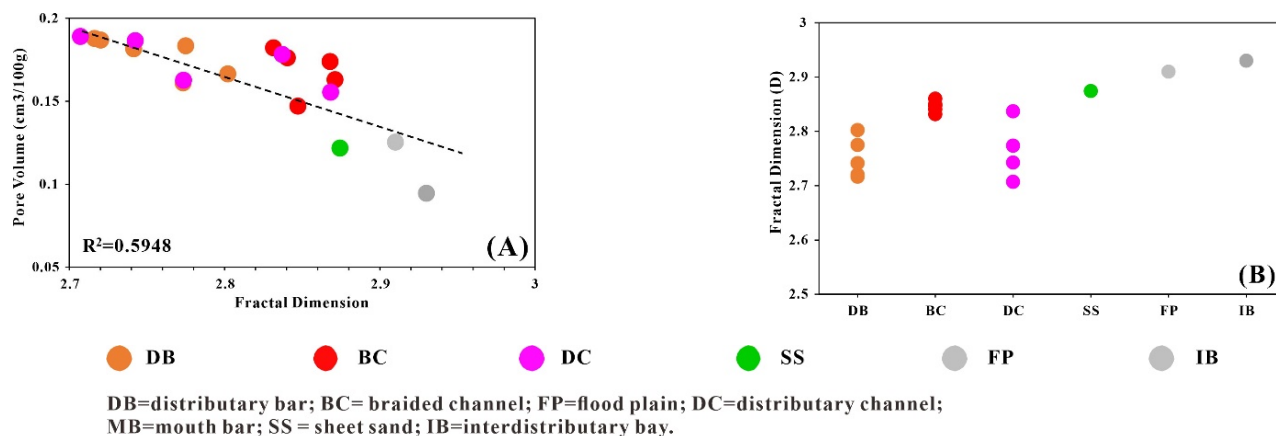 0.2
0.15
0.1
0.05
Pore Volume (cm3/100g)
R²=0.5948
(A)
2.7 2.8 2.9 3
Fractal Dimension
3
2.9
2.8
2.7
2.6
2.5
Fractal Dimension (D)
(B)
DB BC DC SS FP IB
DB BC DC SS FP IB
DB=distributary bar; BC= braided channel; FP=flood plain; DC=distributary channel;
MB=mouth bar; SS = sheet sand; IB=interdistributary bay.